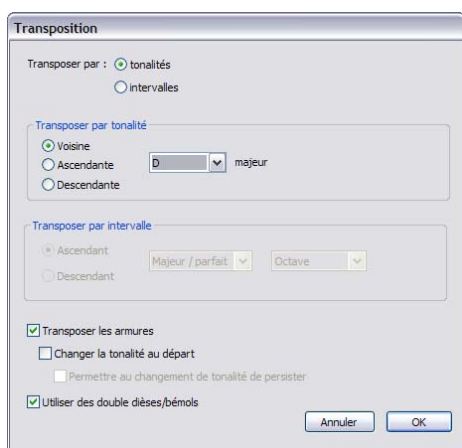 Transposition
Transposer par : tonalités
intervalles
Transposer par tonalité
Voisine
Ascendante D majeur
Descendante
Transposer par intervalle
Ascendant
Majeur / parfait Octave
Descendant
Transposer les armures
Changer la tonalité au départ
Permettre au changement de tonalité de persister
Utiliser des double dièses/bémols
Annuler OK